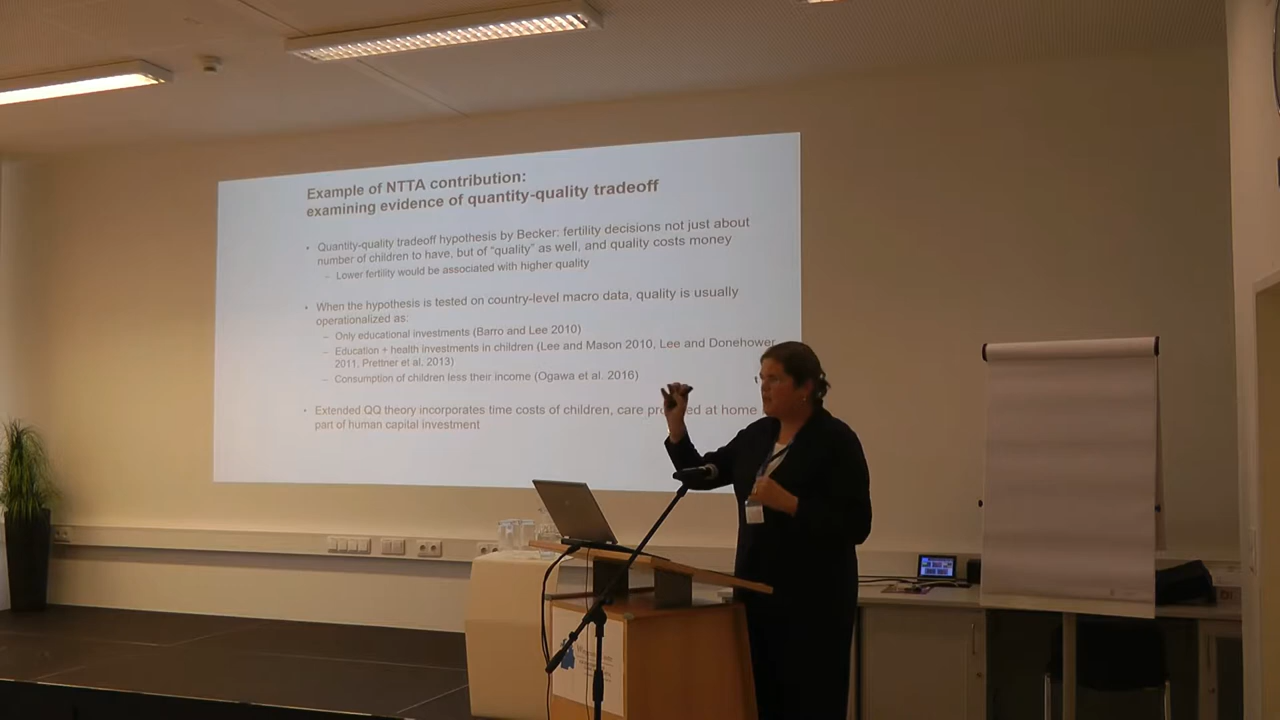 Example of NTTA contribution:
examining evidence of quantity-quality tradeoff
• Quantity-quality tradeoff hypothesis by Becker: fertility decisions not just about
number of children to have, but of “quality” as well, and quality costs money
– Lower fertility would be associated with higher quality
• When the hypothesis is tested on country-level macro data, quality is usually
operationalized as:
– Only educational investments (Barro and Lee 2010)
– Education + health investments in children (Lee and Mason 2010, Lee and Donehower
2011, Prettner et al. 2013)
– Consumption of children less their income (Ogawa et al. 2016)
• Extended QQ theory incorporates time costs of children, care at home
part of human capital investment